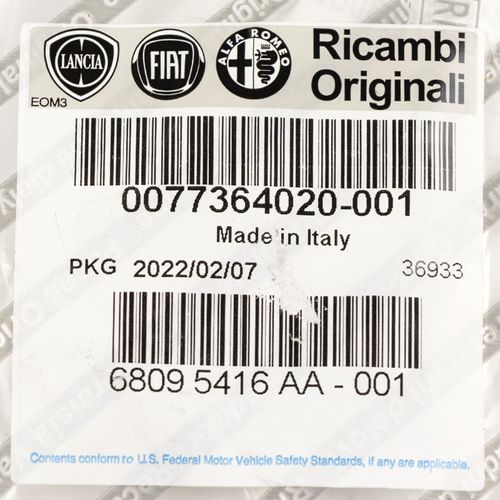 LANCIA FIAT ALFA ROMEO Ricambi
Originali
EOM3
0077364020-001
Made in Italy
PKG 2022/02/07 36933
6809 5416 AA - 001
Contents conform to U.S. Federal Motor Vehicle Safety Standards, if any are applicable.